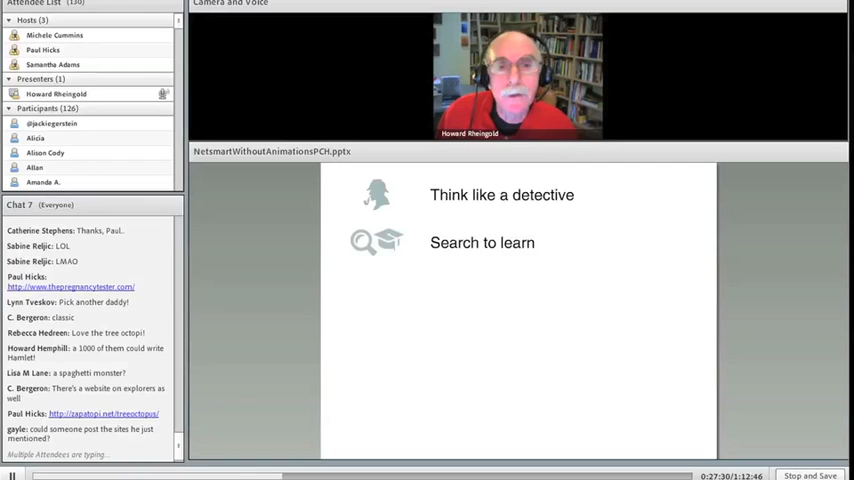 Attendee List (130)
Hosts (3)
Michele Cummins
Paul Hicks
Samantha Adams
Presenters (1)
Howard Rheingold
Participants (126)
@jackiegerstein
Alicia
Alison Cody
Allan
Amanda A.
Chat 7 (Everyone)
Catherine Stephens: Thanks, Paul..
Sabine Reljic: LOL
Sabine Reljic: LMAO
Paul Hicks:
http://www.thepregnancytester.com/
Lynn Tveskov: Pick another daddy!
C. Bergeron: classic
Rebecca Hedreen: Love the tree octopi!
Howard Hemphill: a 1000 of them could write
Hamlet!
Lisa M Lane: a spaghetti monster?
C. Bergeron: There's a website on explorers as
well
Paul Hicks: http://zapatopi.net/treeoctopus/
gayle: could someone post the sites he just
mentioned?
Multiple Attendees are typing...
Camera and Voice
Howard Rheingold
NetsmartWithoutAnimationsPCH.pptx
Think like a detective
Search to learn
0:27:30/1:12:46
Stop and Save